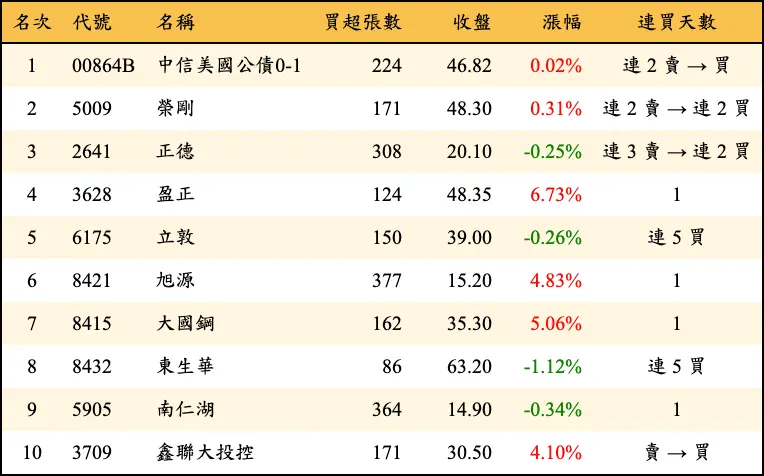 名次 代號 名稱 買超張數 收盤 漲幅 連買天數
1 00864B 中信美國公債0-1 224 46.82 0.02% 連 2 賣 → 買
2 5009 榮剛 171 48.30 0.31% 連 2 賣 → 連 2 買
3 2641 正德 308 20.10 -0.25% 連 3 賣 → 連 2 買
4 3628 盈正 124 48.35 6.73% 1
5 6175 立敦 150 39.00 -0.26% 連 5 買
6 8421 旭源 377 15.20 4.83% 1
7 8415 大國鋼 162 35.30 5.06% 1
8 8432 東生華 86 63.20 -1.12% 連 5 買
9 5905 南仁湖 364 14.90 -0.34% 1
10 3709 鑫聯大投控 171 30.50 4.10% 賣 → 買